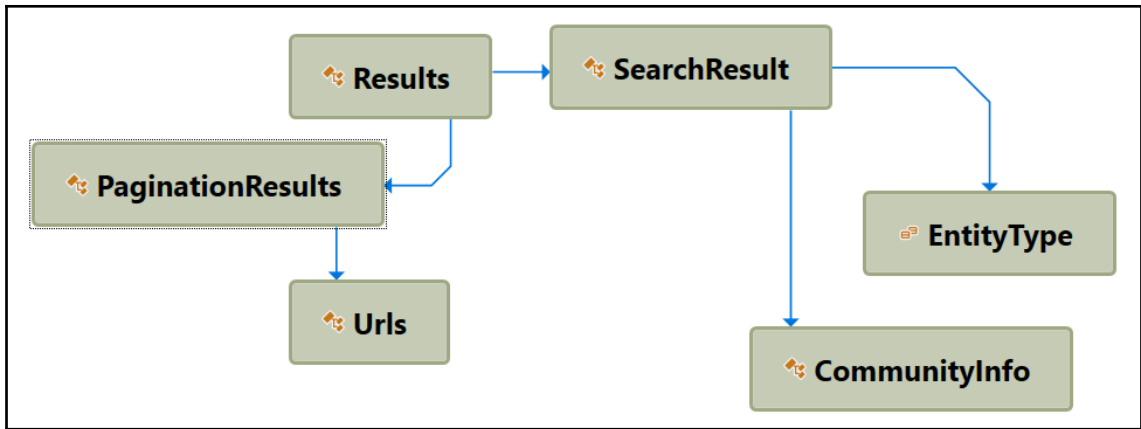 Results
SearchResult
PaginationResults
EntityType
Urls
CommunityInfo